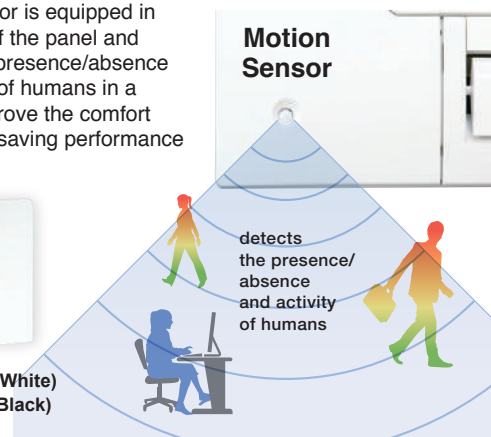 or is equipped in
the panel and
presence/absence
of humans in a
rove the comfort
saving performance
Motion
Sensor
detects
the presence/
absence
and activity
of humans
White)
Black)